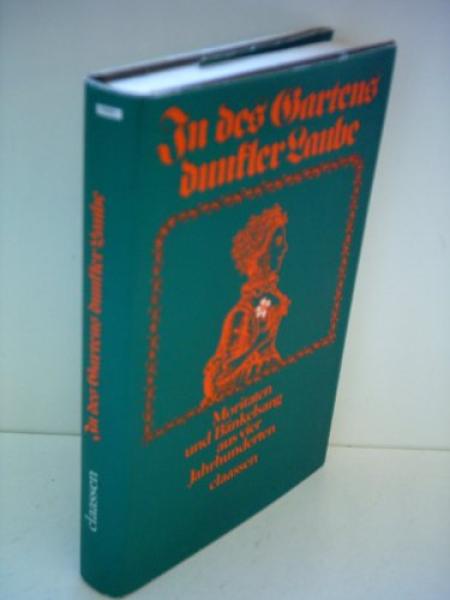 In des Gartens
dunkler Laube
Moritaten
und Bänkelsang
aus vier
Jahrhunderten
claassen
In des Gartens dunkler Laube
claassen